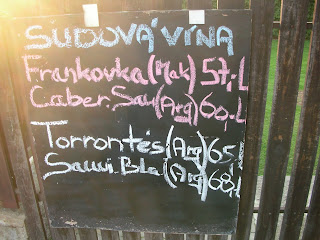 SUDOVÁ VÍNA
Frankovka (Mak) 57,-L
Caber. Sau (Arg) 60,-L
Torrontés (Arg) 65,-L
Sauvi. Bla (Arg) 68,-L